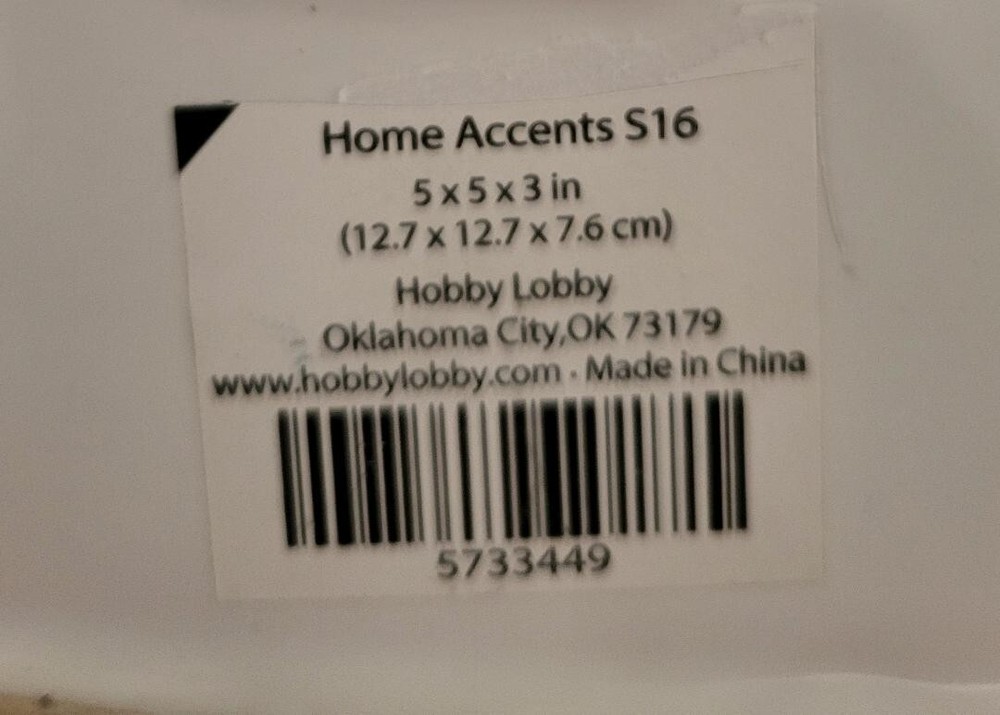 Home Accents S16
5 x 5 x 3 in
(12.7 x 12.7 x 7.6 cm)
Hobby Lobby
Oklahoma City,OK 73179
www.hobbylobby.com · Made in China
5733449